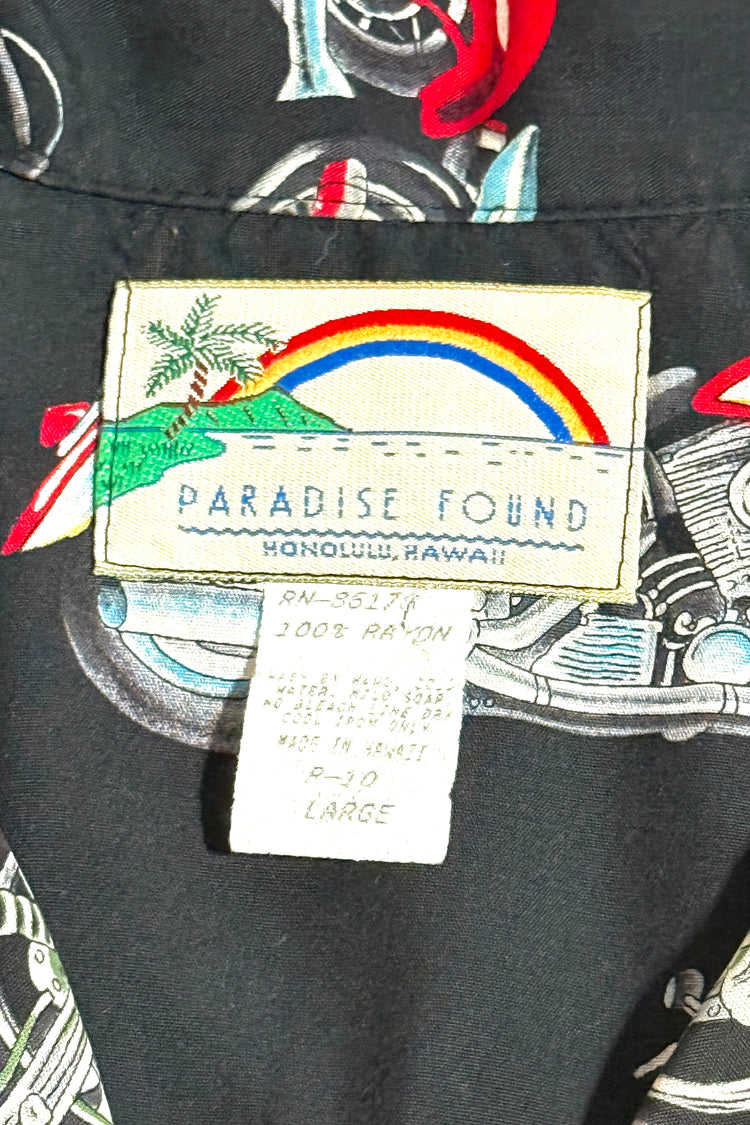 PARADISE FOUND
HONOLULU, HAWAII
RN-86174
100% RAYON
WASH BY HAND COLD
WATER. MILD SOAP
NO BLEACH LINE DRY
COOL IRON ONLY
MADE IN HAWAII
P-10
LARGE